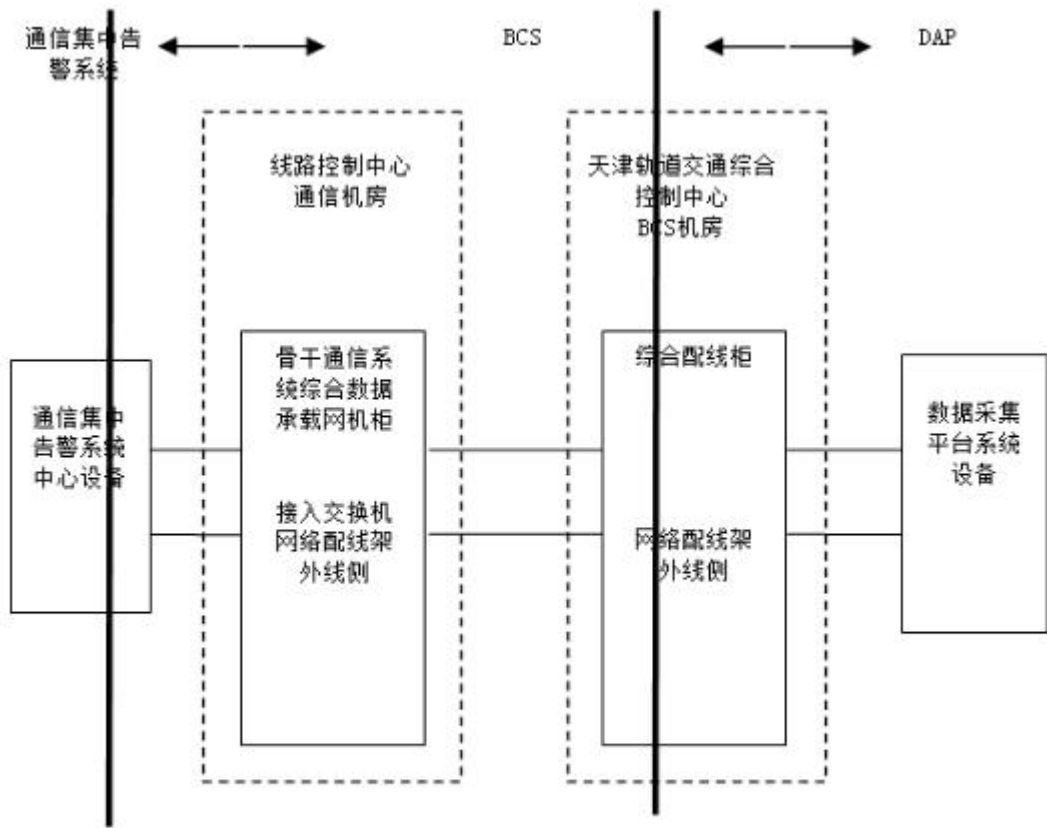 通信集中告
警系统
BCS
DAP
线路控制中心
通信机房
天津轨道交通综合
控制中心
BCS机房
通信集中
告警系统
中心设备
骨干通信系
统综合数据
承载网机柜
接入交换机
网络配线架
外线侧
综合配线柜
网络配线架
外线侧
数据采集
平台系统
设备